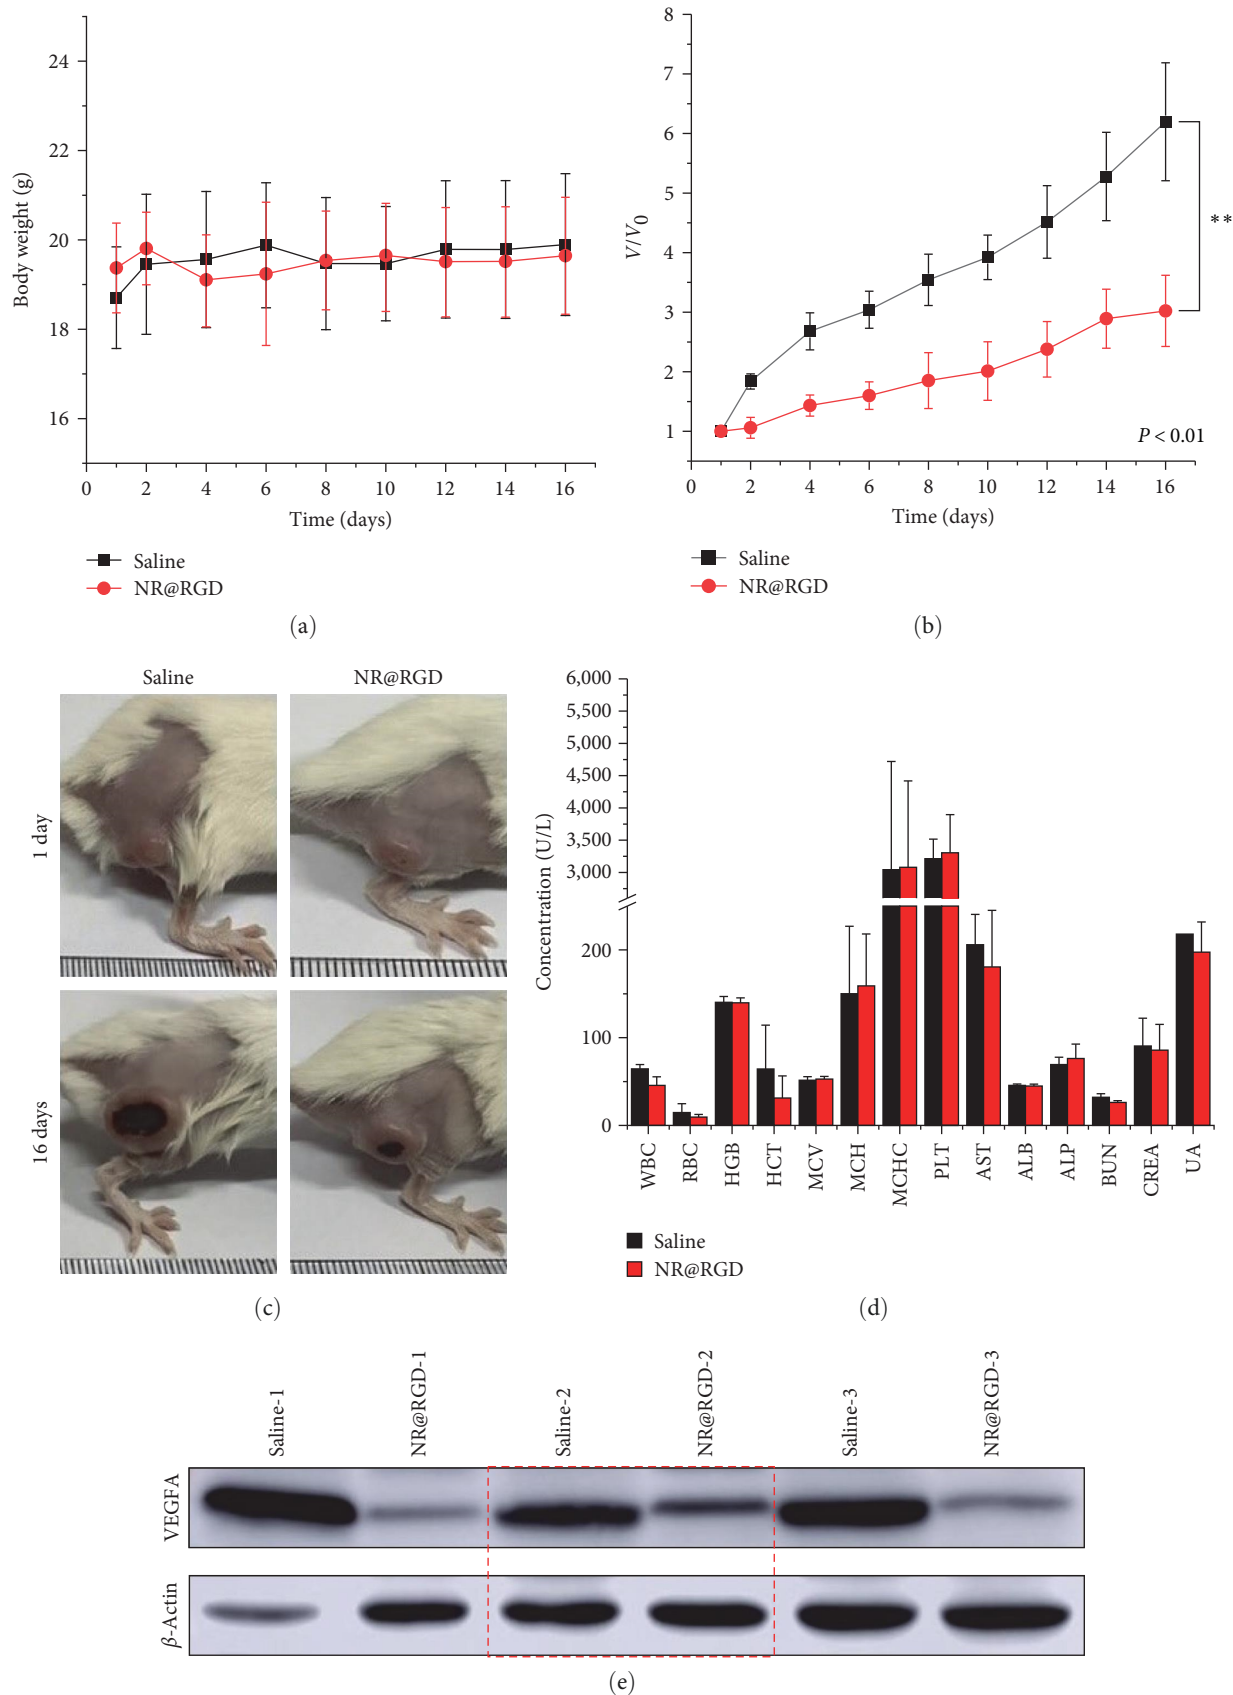 24
22
20
18
16
Body weight (g)
0 2 4 6 8 10 12 14 16
Time (days)
Saline
NR@RGD
(a)
8
7
6
5
4
3
2
1
V/V0
**
P < 0.01
0 2 4 6 8 10 12 14 16
Time (days)
Saline
NR@RGD
(b)
Saline NR@RGD
1 day
16 days
(c)
6,000
5,500
5,000
4,500
4,000
3,500
3,000
200
100
0
Concentration (U/L)
WBC RBC HGB HCT MCV MCH MCHC PLT AST ALB ALP BUN CREA UA
Saline
NR@RGD
(d)
Saline-1 NR@RGD-1 Saline-2 NR@RGD-2 Saline-3 NR@RGD-3
VEGFA
β-Actin
(e)